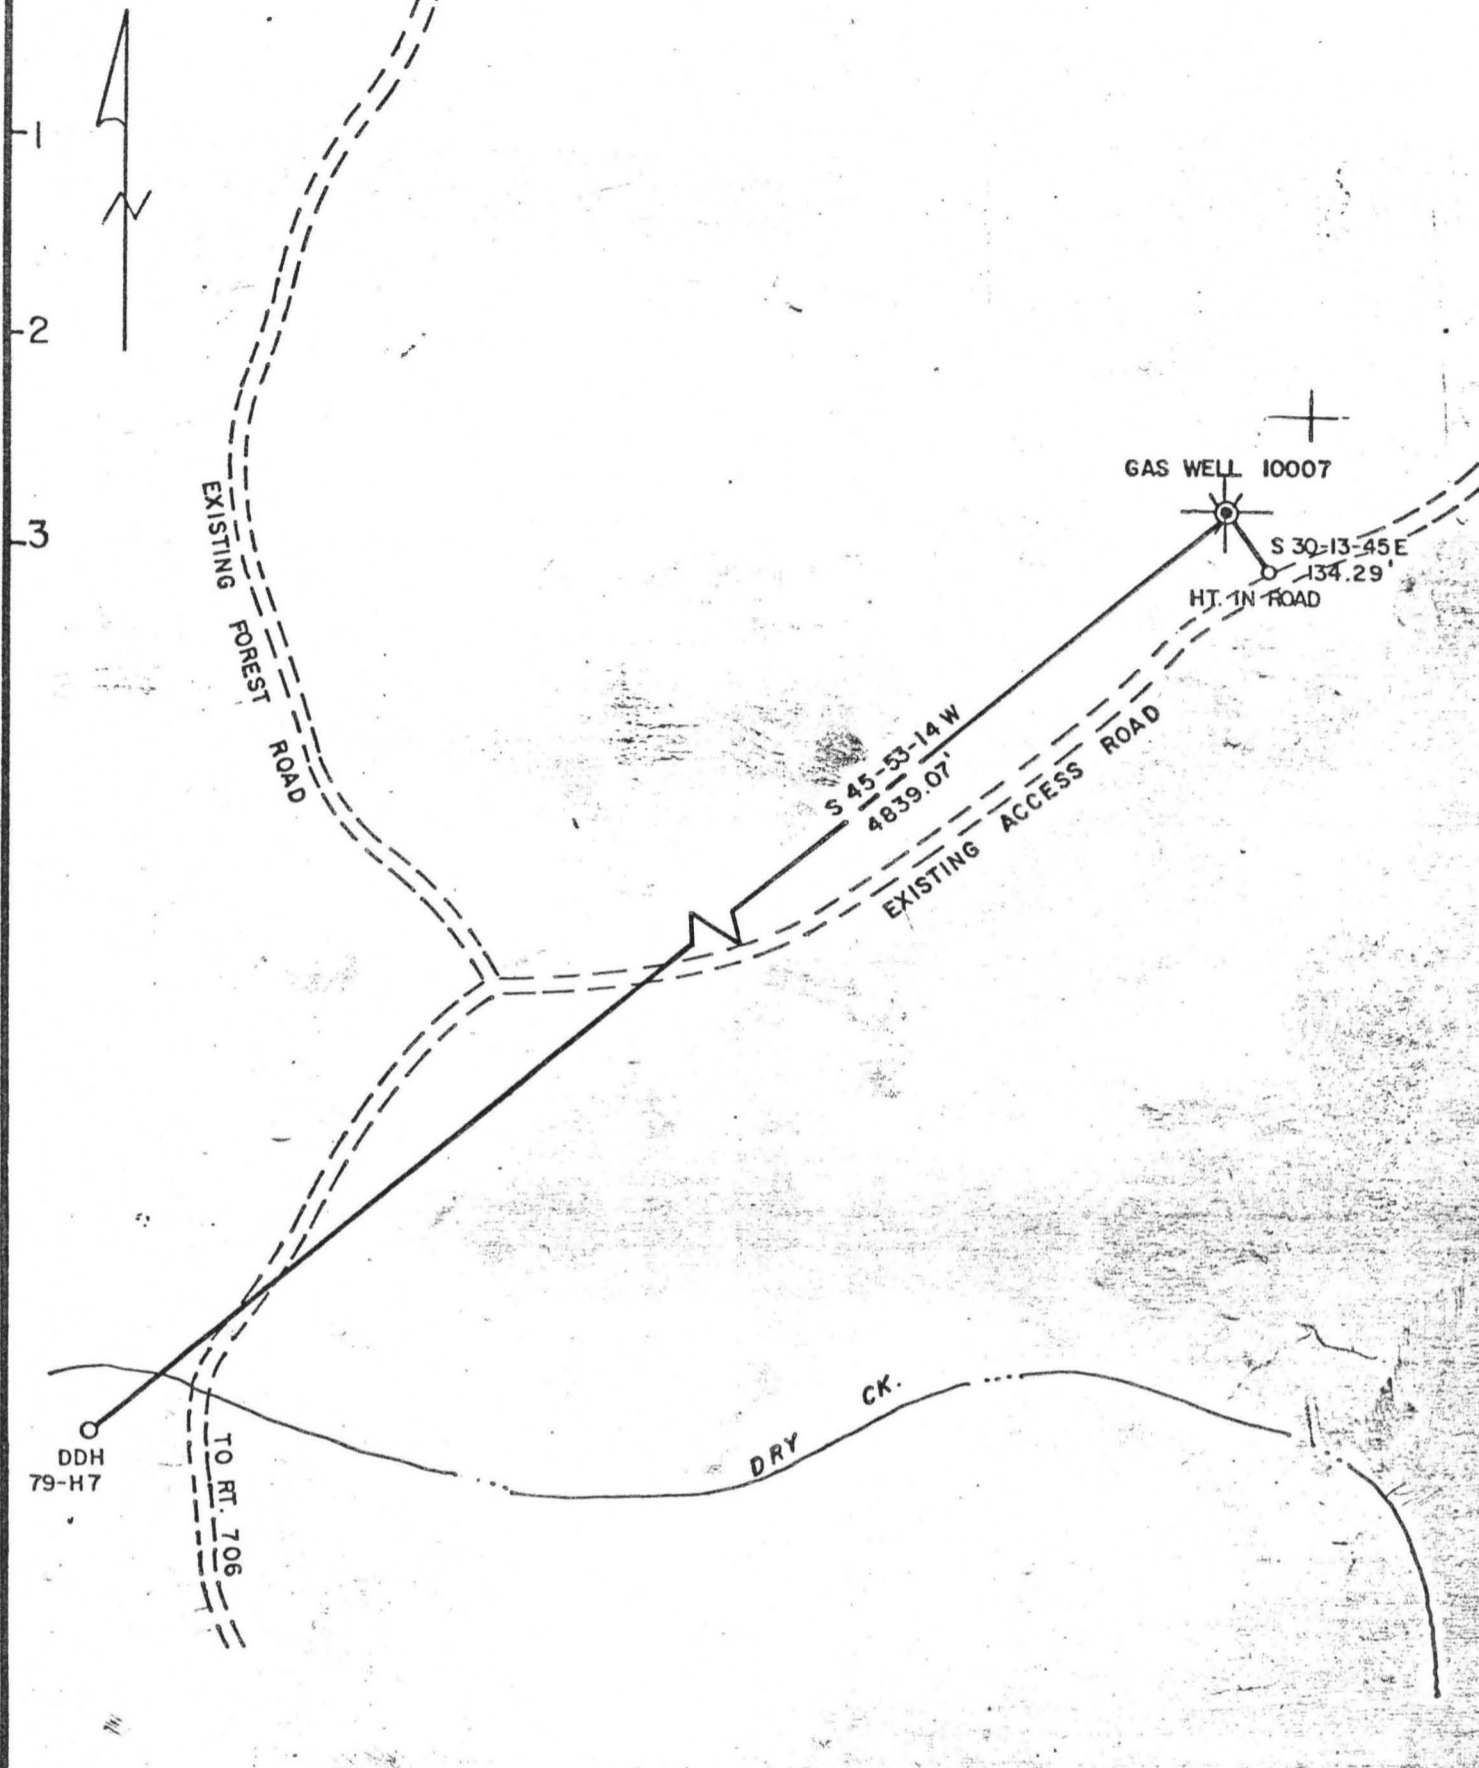 -1
-2
-3
N
GAS WELL 10007
S 30-13-45E
134.29'
HT. IN ROAD
EXISTING FOREST ROAD
S 45-53-14 W
4839.07'
EXISTING ACCESS ROAD
DRY CK.
DDH
79-H7
TO RT. 706